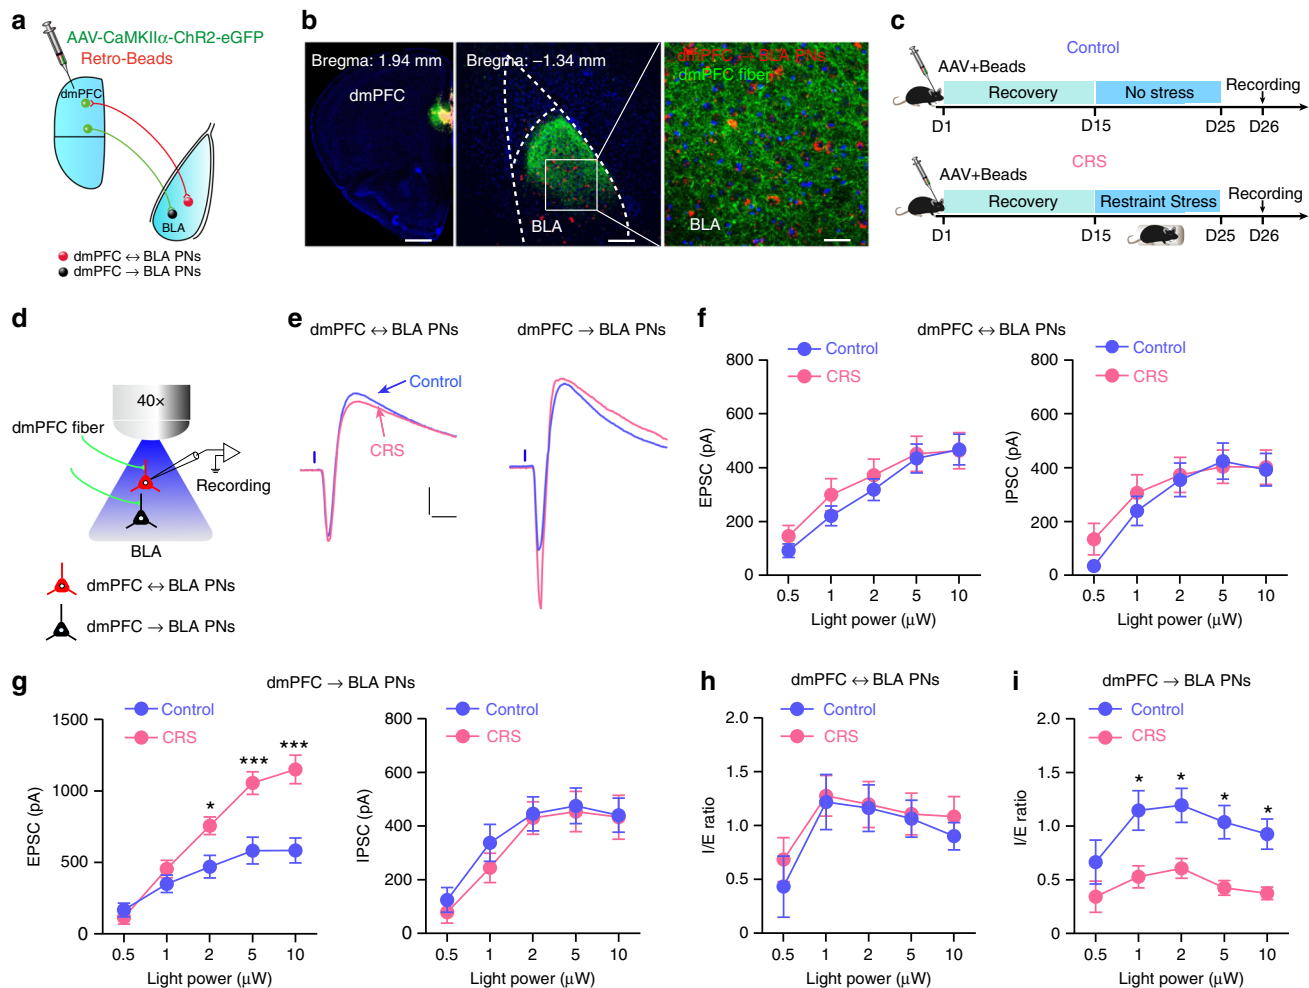 a
AAV-CaMKIIα-ChR2-eGFP
Retro-Beads
dmPFC
BLA
dmPFC ↔ BLA PNs
dmPFC → BLA PNs
b
Bregma: 1.94 mm
dmPFC
Bregma: –1.34 mm
BLA
dmPFC ↔ BLA PNs
dmPFC fiber
BLA
c
Control
AAV+Beads
Recovery
No stress
Recording
D1
D15
D25
D26
CRS
AAV+Beads
Recovery
Restraint Stress
Recording
D1
D15
D25
D26
d
40×
dmPFC fiber
Recording
BLA
dmPFC ↔ BLA PNs
dmPFC → BLA PNs
e
dmPFC ↔ BLA PNs
dmPFC → BLA PNs
Control
CRS
f
dmPFC ↔ BLA PNs
Control
CRS
800
600
400
200
0
EPSC (pA)
0.5 1 2 5 10
Light power (μW)
Control
CRS
800
600
400
200
0
IPSC (pA)
0.5 1 2 5 10
Light power (μW)
g
dmPFC → BLA PNs
Control
CRS
1500
1000
500
0
EPSC (pA)
* *** ***
0.5 1 2 5 10
Light power (μW)
Control
CRS
800
600
400
200
0
IPSC (pA)
0.5 1 2 5 10
Light power (μW)
h
dmPFC ↔ BLA PNs
Control
CRS
2.0
1.5
1.0
0.5
0
I/E ratio
0.5 1 2 5 10
Light power (μW)
i
dmPFC → BLA PNs
Control
CRS
2.0
1.5
1.0
0.5
0
I/E ratio
* * * *
0.5 1 2 5 10
Light power (μW)